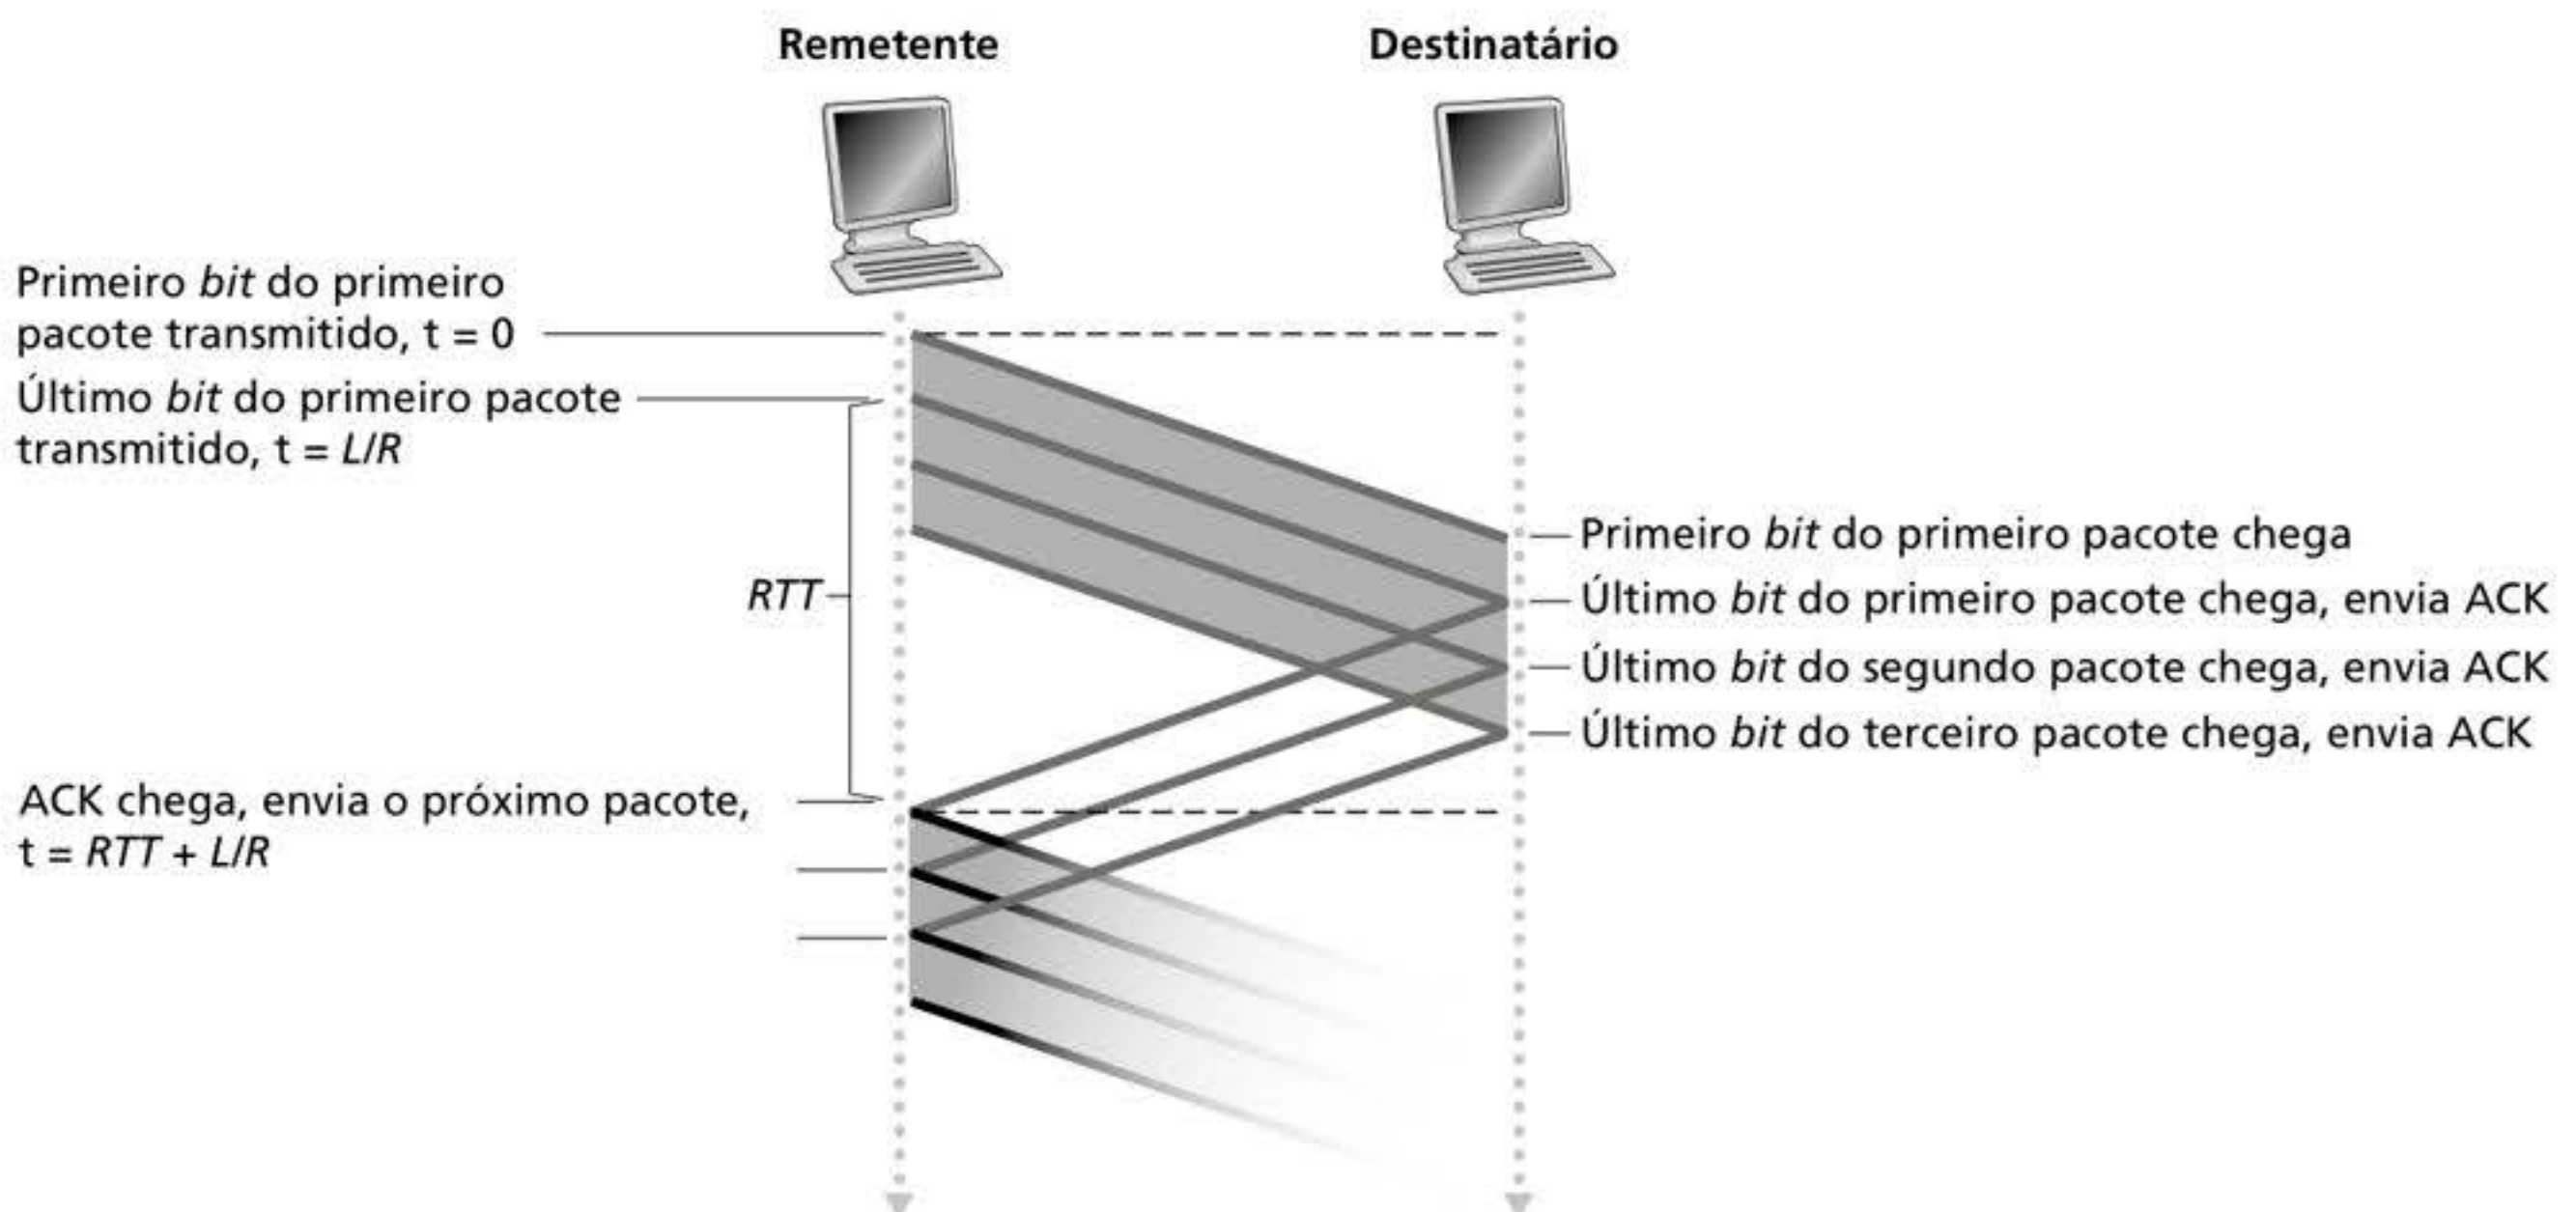 Remetente
Destinatário
Primeiro bit do primeiro
pacote transmitido, t = 0
Último bit do primeiro pacote
transmitido, t = L/R
Primeiro bit do primeiro pacote chega
Último bit do primeiro pacote chega, envia ACK
RTT
Último bit do segundo pacote chega, envia ACK
Último bit do terceiro pacote chega, envia ACK
ACK chega, envia o próximo pacote,
t = RTT + L/R